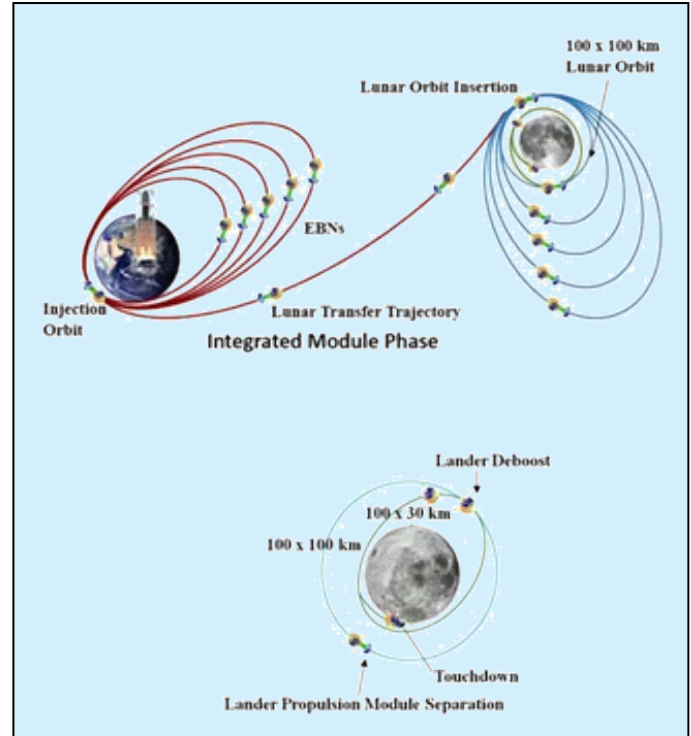 100 x 100 km
Lunar Orbit
Lunar Orbit Insertion
EBNs
Injection
Orbit
Lunar Transfer Trajectory
Integrated Module Phase
Lander Deboost
100 x 30 km
100 x 100 km
Touchdown
Lander Propulsion Module Separation